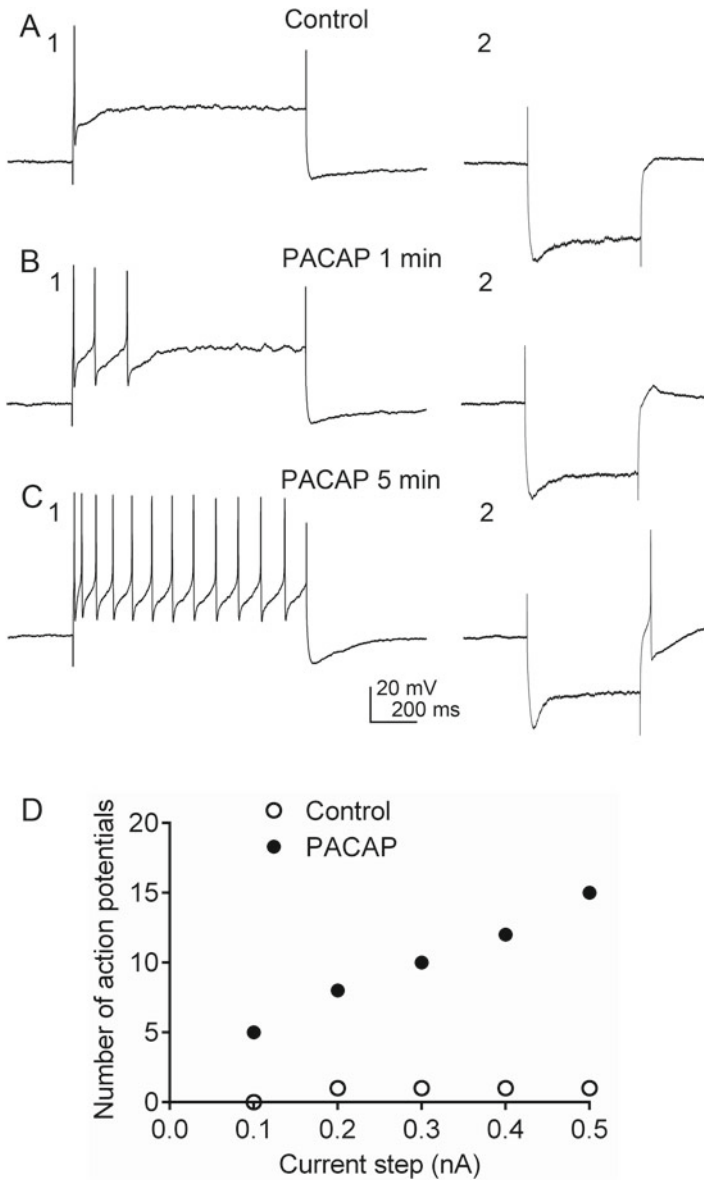 A
1
Control
2
B
1
PACAP 1 min
2
C
1
PACAP 5 min
2
20 mV
200 ms
D
Number of action potentials
20
15
10
5
0
Control
PACAP
0.0
0.1
0.2
0.3
0.4
0.5
Current step (nA)